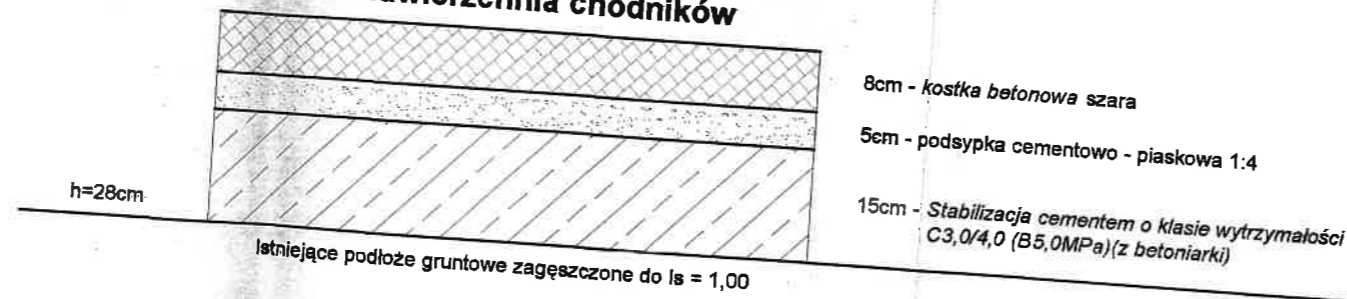 chodników
8cm - kostka betonowa szara
5cm - podsypka cementowo - piaskowa 1:4
h=28cm
15cm - Stabilizacja cementem o klasie wytrzymałości
C3,0/4,0 (B5,0MPa)(z betoniarki)
Istniejące podłoże gruntowe zagęszczone do Is = 1,00